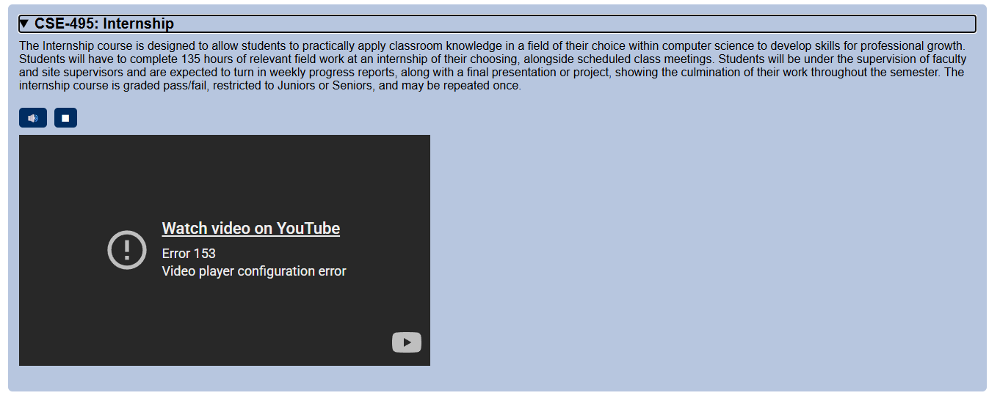 CSE-495: Internship
The Internship course is designed to allow students to practically apply classroom knowledge in a field of their choice within computer science to develop skills for professional growth.
Students will have to complete 135 hours of relevant field work at an internship of their choosing, alongside scheduled class meetings. Students will be under the supervision of faculty
and site supervisors and are expected to turn in weekly progress reports, along with a final presentation or project, showing the culmination of their work throughout the semester. The
internship course is graded pass/fail, restricted to Juniors or Seniors, and may be repeated once.
Watch video on YouTube
Error 153
Video player configuration error